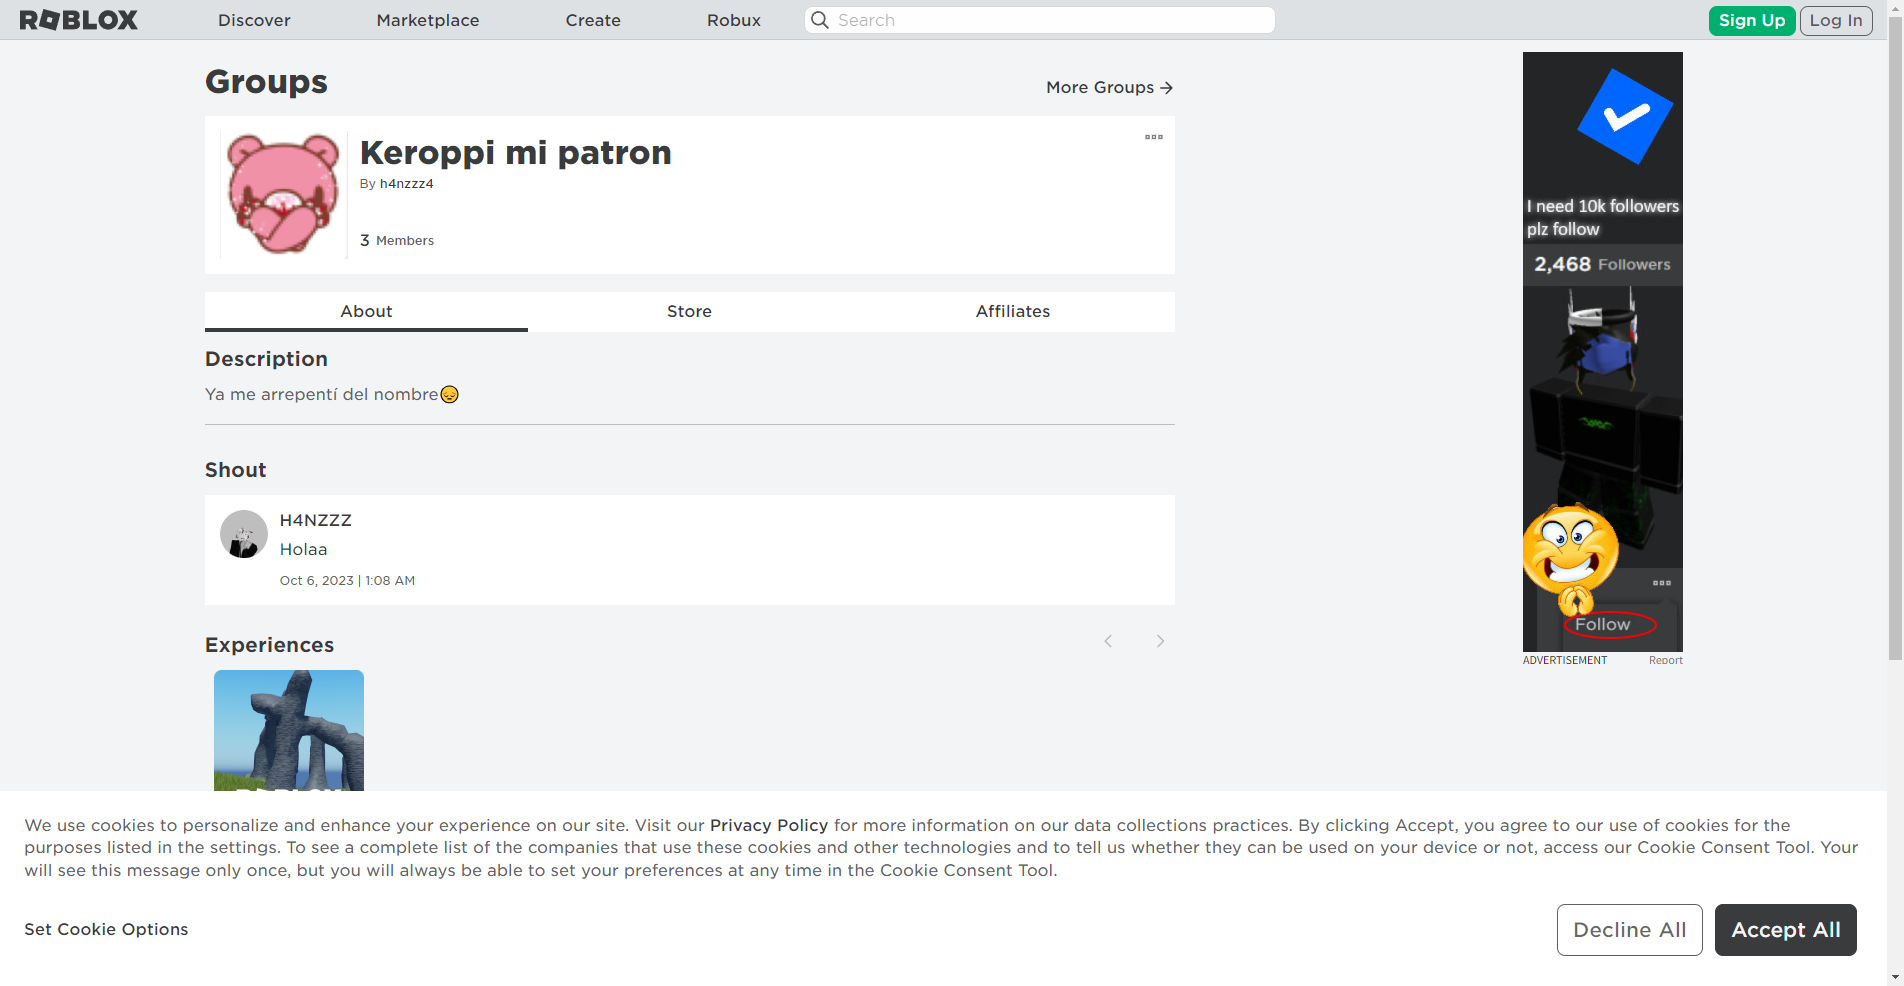 ROBLOX
Discover
Marketplace
Create
Robux
Search
Sign Up
Log In
Groups
More Groups
Keroppi mi patron
By h4nzzz4
3 Members
About
Store
Affiliates
Description
Ya me arrepentí del nombre😔
Shout
H4NZZZ
Holaa
Oct 6, 2023 | 1:08 AM
Experiences
I need 10k followers
plz follow
2,468 Followers
Follow
ADVERTISEMENT
Report
We use cookies to personalize and enhance your experience on our site. Visit our Privacy Policy for more information on our data collections practices. By clicking Accept, you agree to our use of cookies for the
purposes listed in the settings. To see a complete list of the companies that use these cookies and other technologies and to tell us whether they can be used on your device or not, access our Cookie Consent Tool. Your
will see this message only once, but you will always be able to set your preferences at any time in the Cookie Consent Tool.
Set Cookie Options
Decline All
Accept All